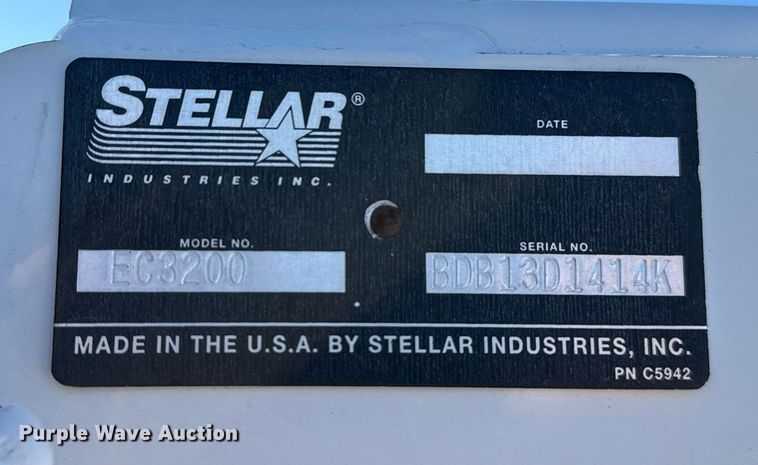 STELLAR®
INDUSTRIES INC.
DATE
MODEL NO.
EC3200
SERIAL NO.
BDB13D1414K
MADE IN THE U.S.A. BY STELLAR INDUSTRIES, INC.
PN C5942
Purple Wave Auction